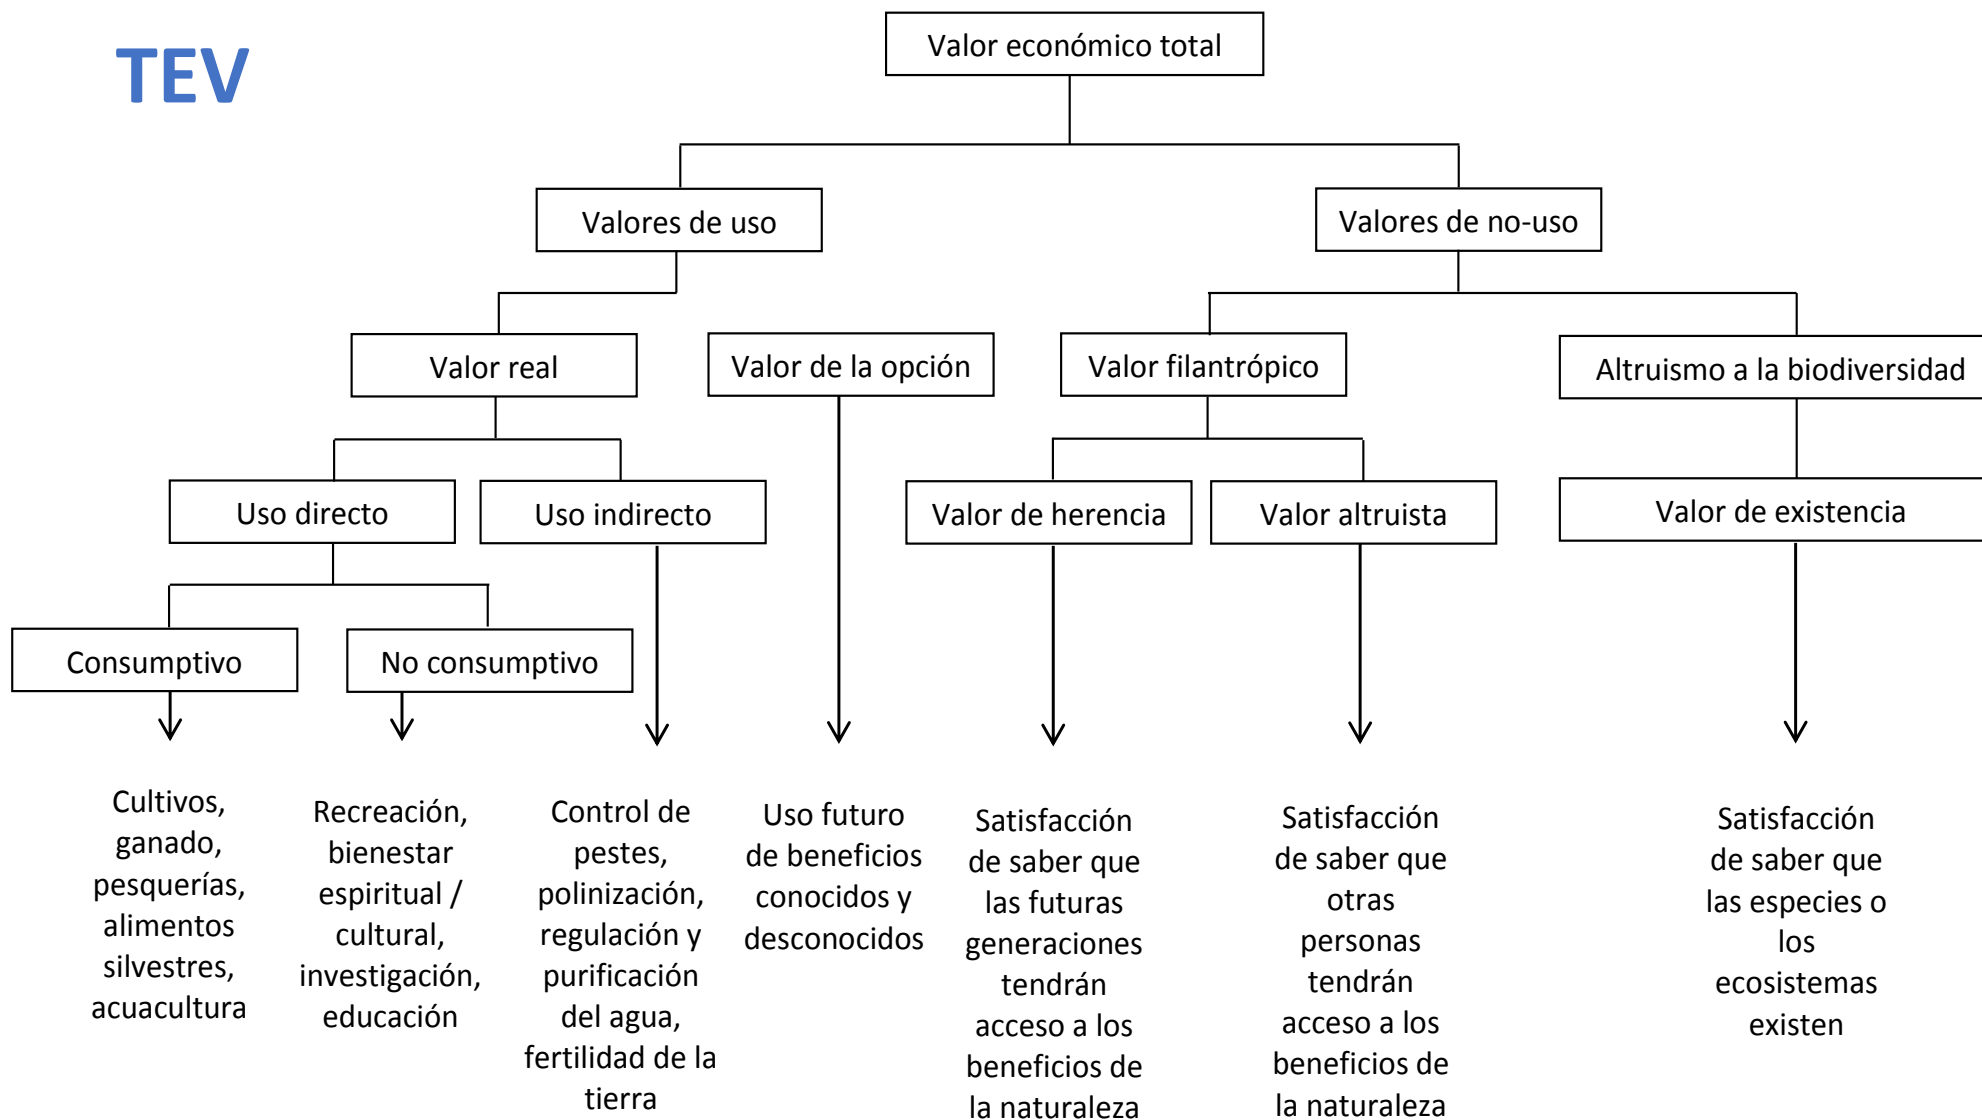 TEV
Valor económico total
Valores de uso
Valores de no-uso
Valor real
Valor de la opción
Valor filantrópico
Altruismo a la biodiversidad
Uso directo
Uso indirecto
Valor de herencia
Valor altruista
Valor de existencia
Consumptivo
No consumptivo
Cultivos,
ganado,
pesquerías,
alimentos
silvestres,
acuacultura
Recreación,
bienestar
espiritual /
cultural,
investigación,
educación
Control de
pestes,
polinización,
regulación y
purificación
del agua,
fertilidad de la
tierra
Uso futuro
de beneficios
conocidos y
desconocidos
Satisfacción
de saber que
las futuras
generaciones
tendrán
acceso a los
beneficios de
la naturaleza
Satisfacción
de saber que
otras
personas
tendrán
acceso a los
beneficios de
la naturaleza
Satisfacción
de saber que
las especies o
los
ecosistemas
existen